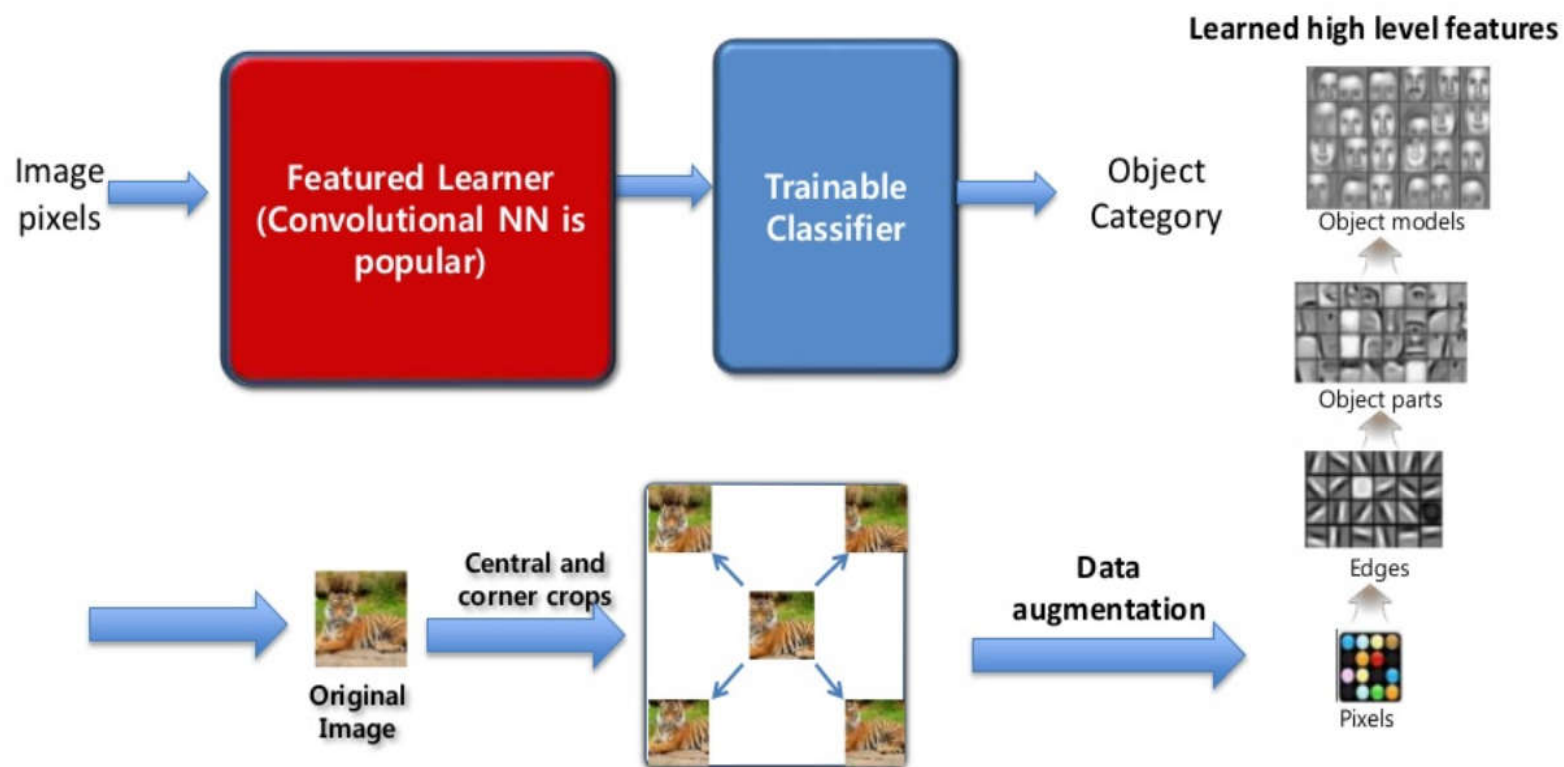 Learned high level features
Image
pixels
Featured Learner
(Convolutional NN is
popular)
Trainable
Classifier
Object
Category
Object models
Object parts
Edges
Pixels
Original
Image
Central and
corner crops
Data
augmentation